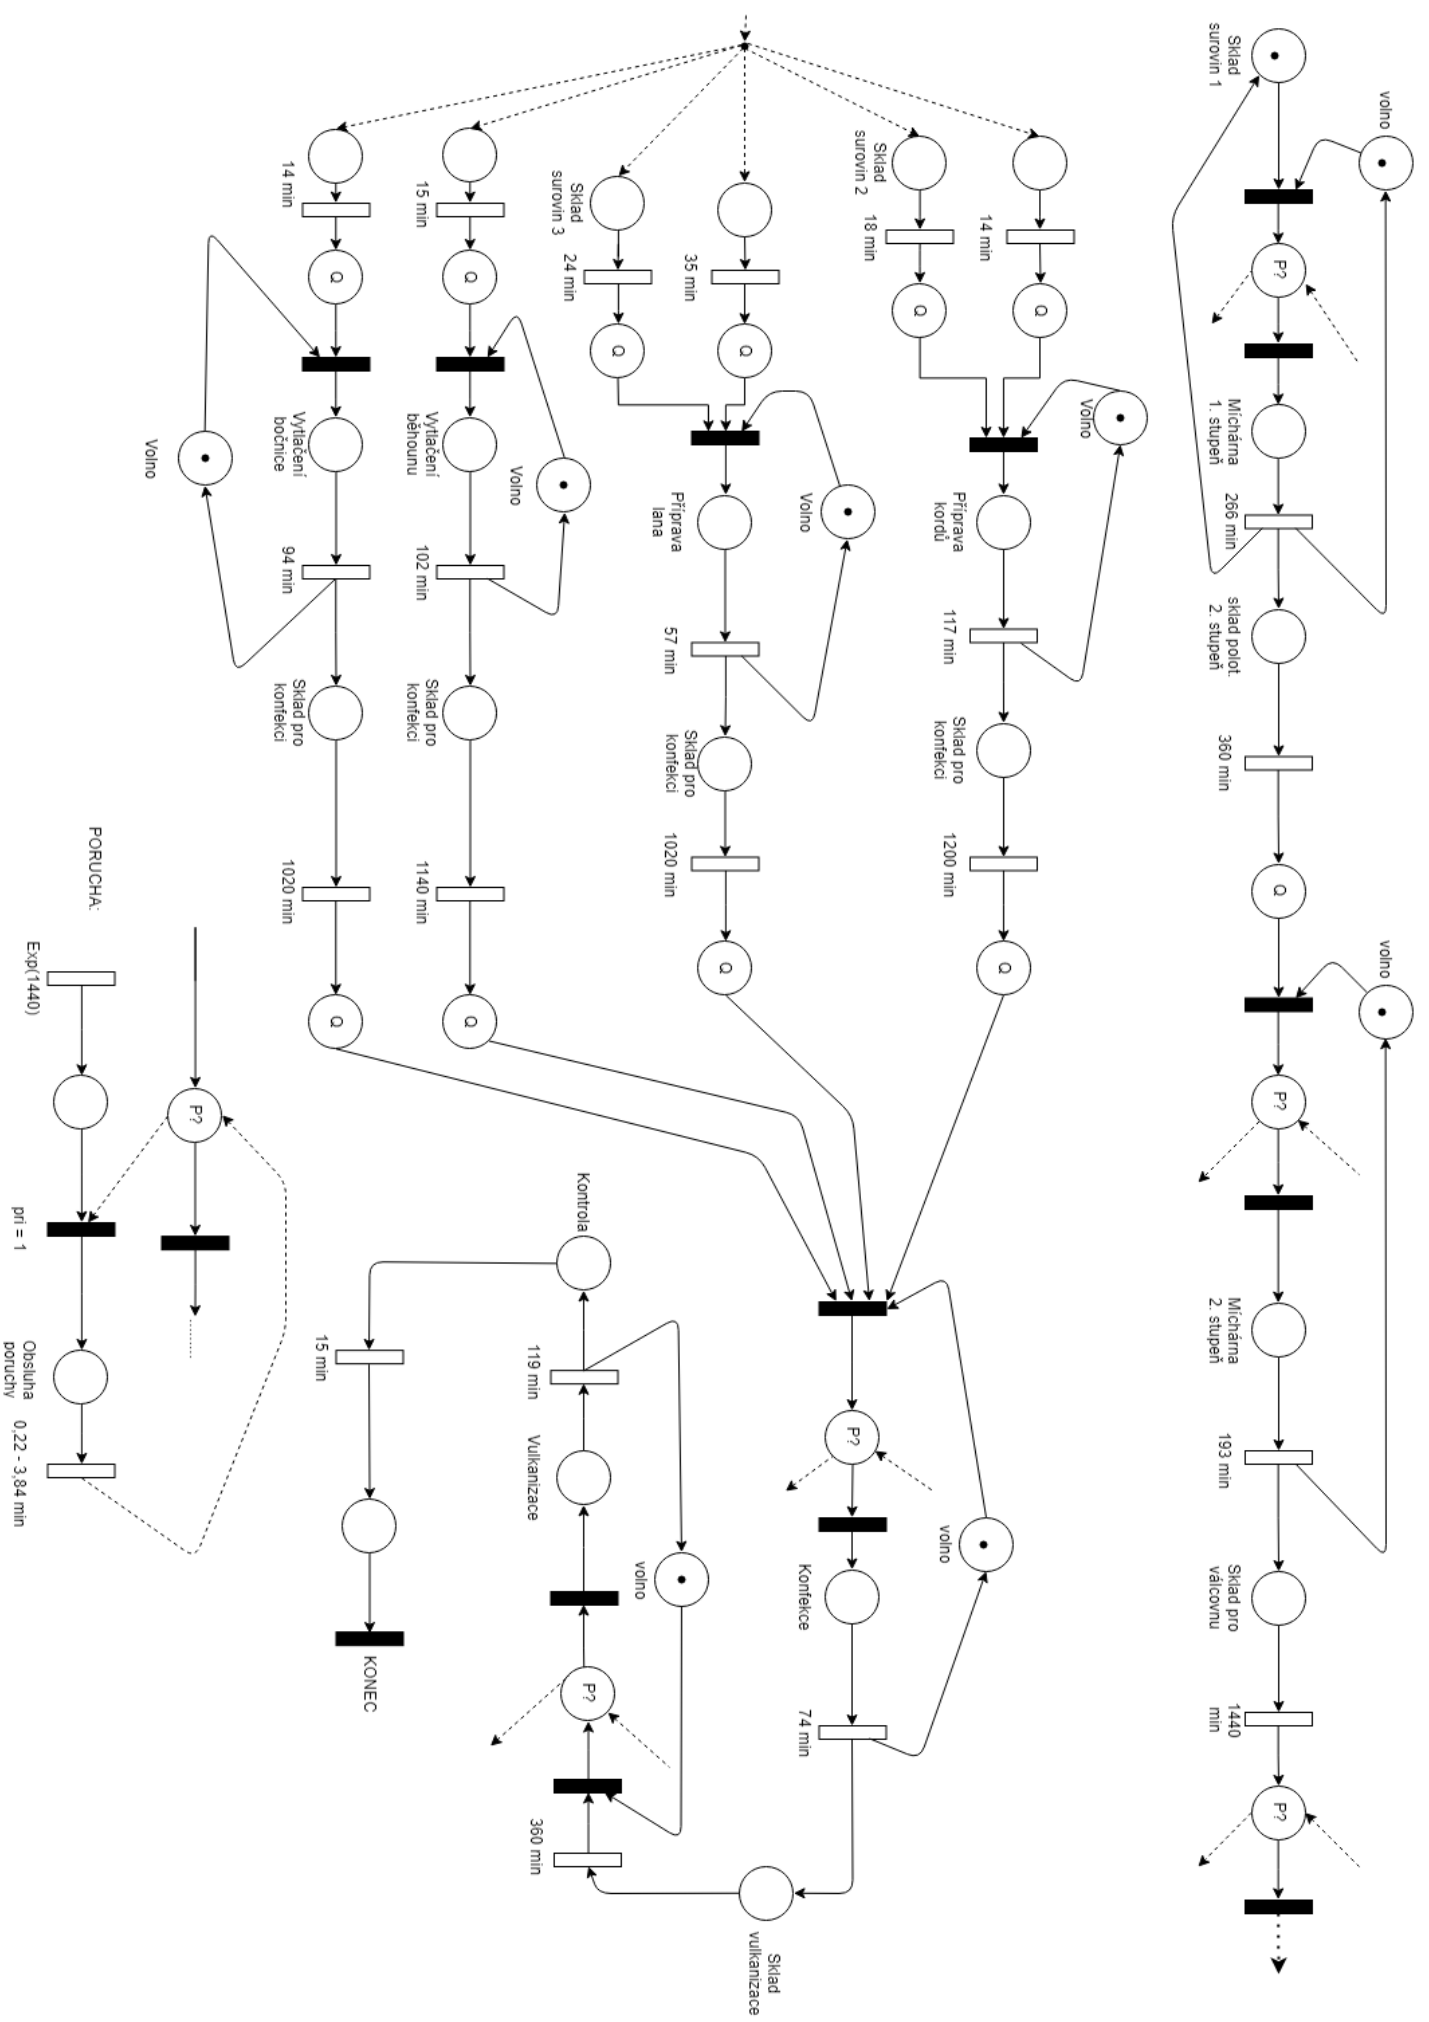 Sklad
surovin 1
volno
P?
Míchárna
1. stupeň
266 min
sklad polot.
2. stupeň
360 min
Q
volno
P?
Míchárna
2. stupeň
193 min
Sklad pro
válcovnu
1440
min
P?
14 min
Q
Sklad
surovin 2
18 min
Q
Volno
Příprava
kordů
117 min
Sklad pro
konfekci
1200 min
Q
35 min
Q
Sklad
surovin 3
24 min
Q
Volno
Příprava
lana
57 min
Sklad pro
konfekci
1020 min
Q
15 min
Q
Volno
Vytlačení
běhounu
102 min
Sklad pro
konfekci
1140 min
Q
14 min
Q
Vytlačení
bočnice
Volno
94 min
Sklad pro
konfekci
1020 min
Q
P?
volno
Konfekce
74 min
Sklad
vulkanizace
360 min
P?
volno
Vulkanizace
119 min
Kontrola
15 min
KONEC
PORUCHA:
P?
Exp(1440)
pri = 1
Obsluha
poruchy
0,22 - 3,84 min